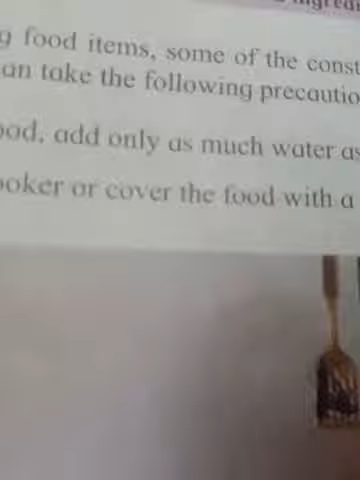 g food items, some of the const
an take the following precautio
ood, add only as much water as
ooker or cover the food with a